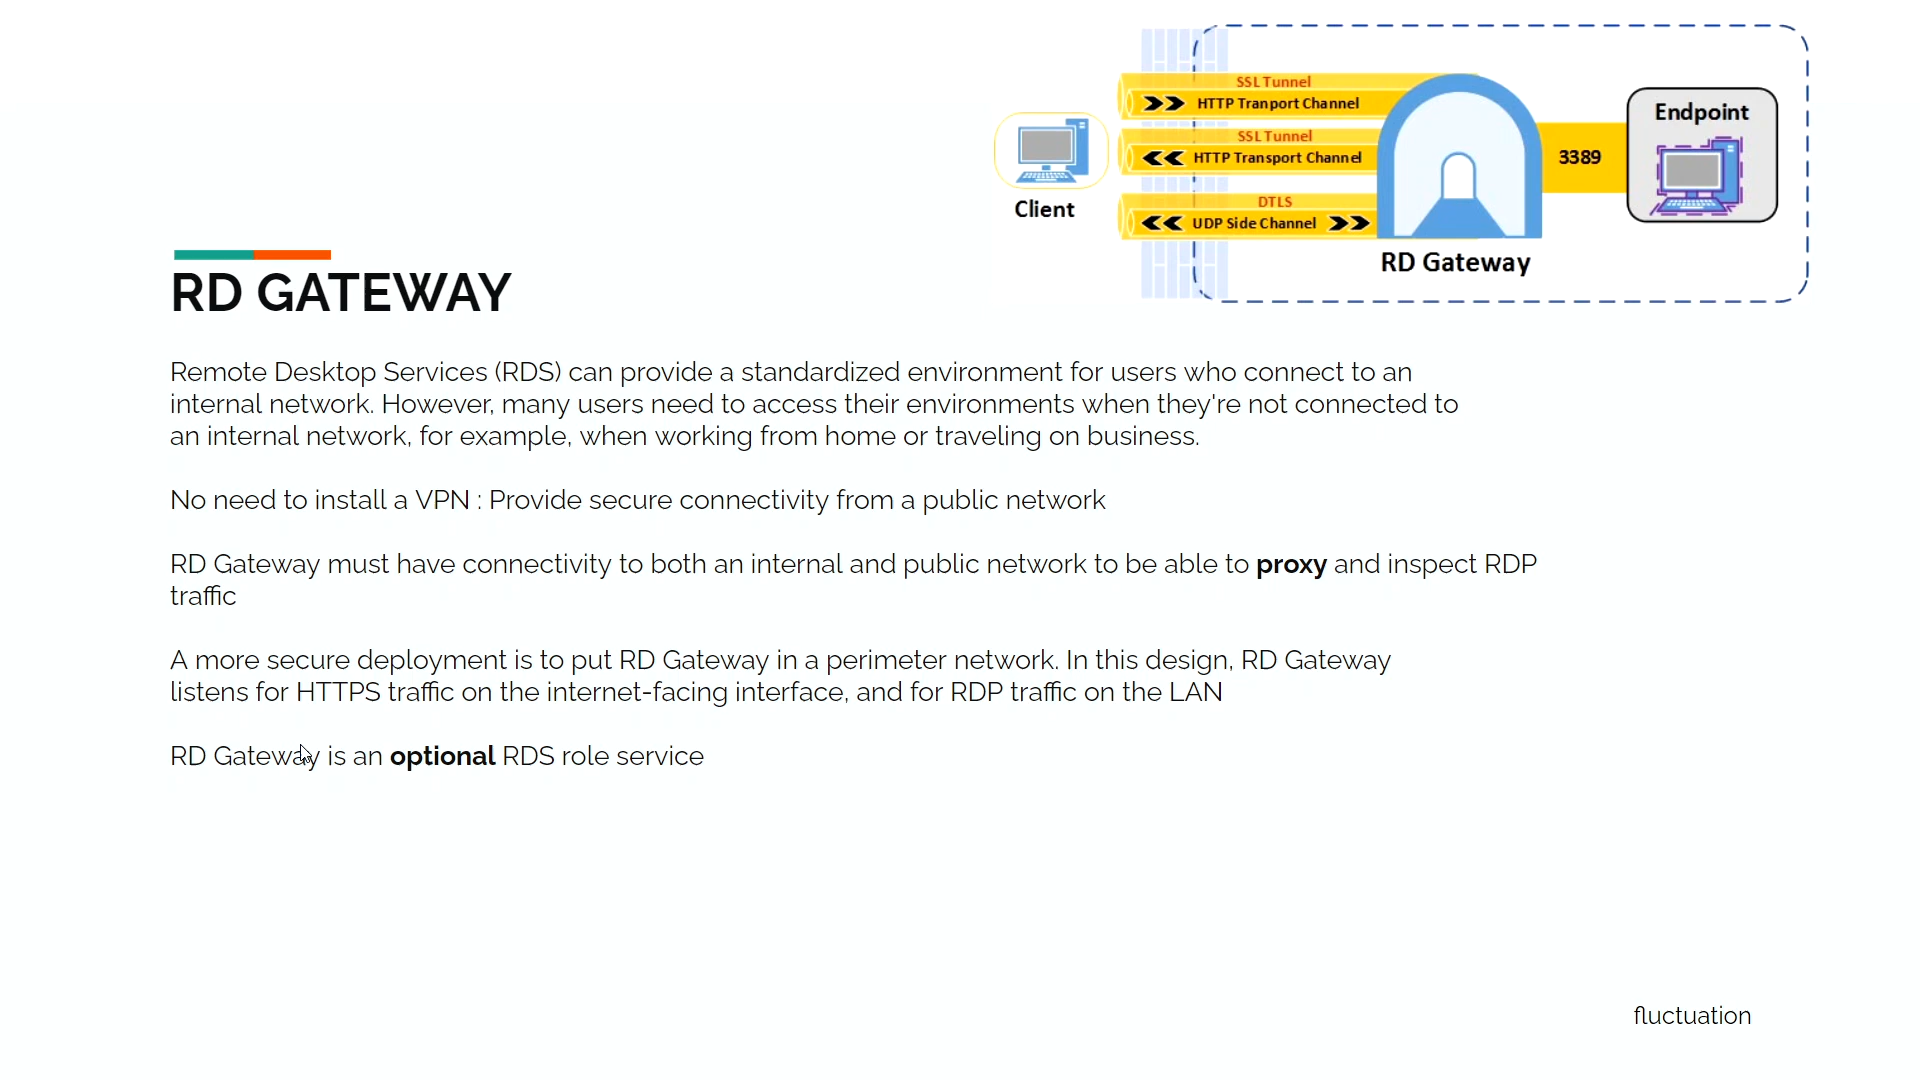 SSL Tunnel
HTTP Tranport Channel
SSL Tunnel
HTTP Transport Channel
DTLS
UDP Side Channel
Client
RD Gateway
3389
Endpoint
RD GATEWAY
Remote Desktop Services (RDS) can provide a standardized environment for users who connect to an
internal network. However, many users need to access their environments when they're not connected to
an internal network, for example, when working from home or traveling on business.
No need to install a VPN : Provide secure connectivity from a public network
RD Gateway must have connectivity to both an internal and public network to be able to proxy and inspect RDP
traffic
A more secure deployment is to put RD Gateway in a perimeter network. In this design, RD Gateway
listens for HTTPS traffic on the internet-facing interface, and for RDP traffic on the LAN
RD Gateway is an optional RDS role service
fluctuation